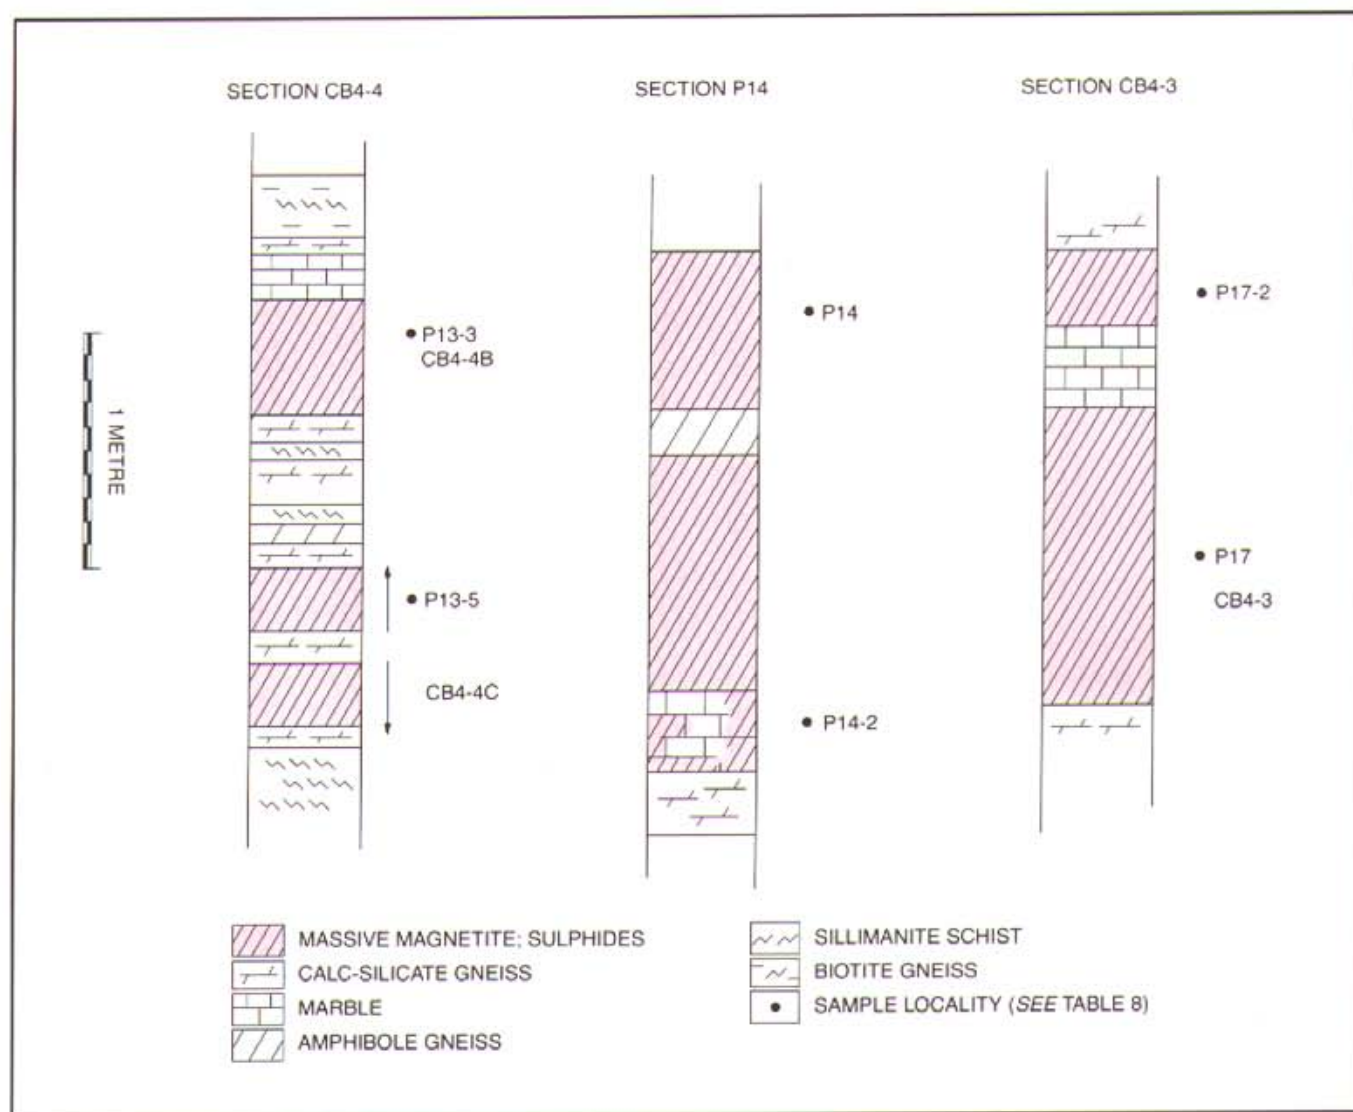 SECTION CB4-4
SECTION P14
SECTION CB4-3
P13-3
CB4-4B
P14
P17-2
1 METRE
P13-5
P17
CB4-3
CB4-4C
P14-2
MASSIVE MAGNETITE; SULPHIDES
CALC-SILICATE GNEISS
MARBLE
AMPHIBOLE GNEISS
SILLIMANITE SCHIST
BIOTITE GNEISS
SAMPLE LOCALITY (SEE TABLE 8)